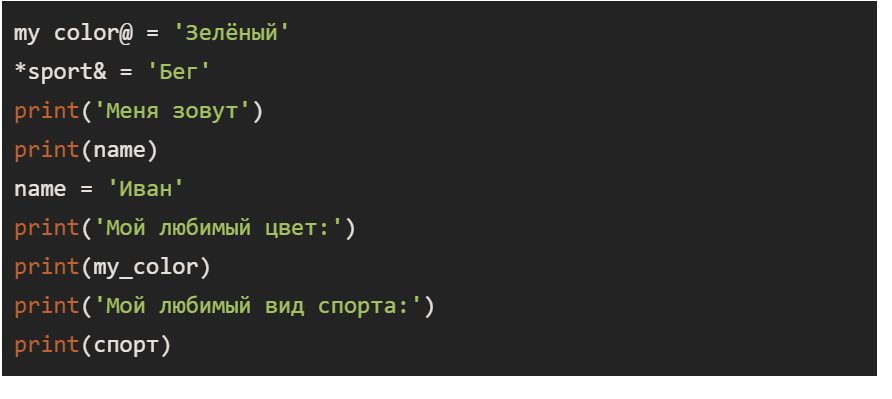 my color@ = 'Зелёный'
*sport& = 'Бег'
print('Меня зовут')
print(name)
name = 'Иван'
print('Мой любимый цвет:')
print(my_color)
print('Мой любимый вид спорта:')
print(спорт)